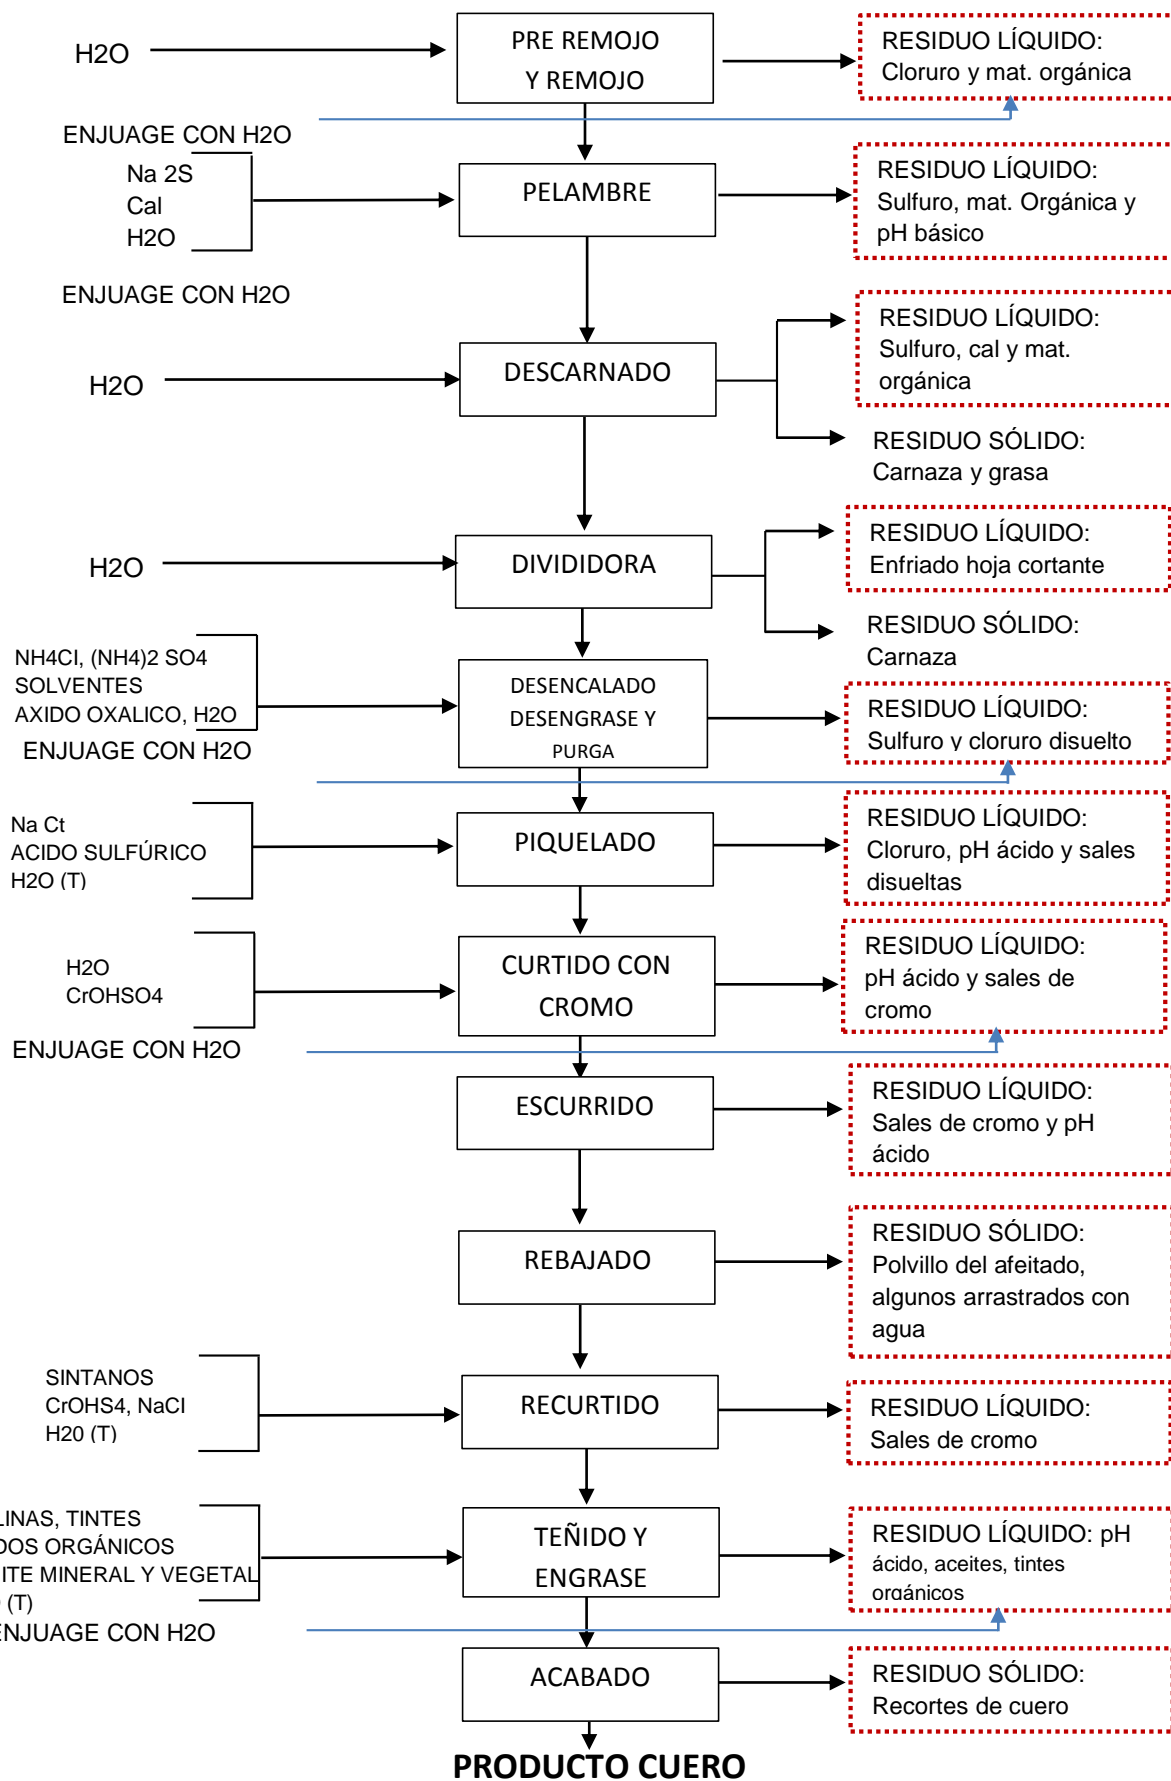 H2O
PRE REMOJO
Y REMOJO
RESIDUO LÍQUIDO:
Cloruro y mat. orgánica
ENJUAGE CON H2O
Na 2S
Cal
H2O
PELAMBRE
RESIDUO LÍQUIDO:
Sulfuro, mat. Orgánica y
pH básico
ENJUAGE CON H2O
H2O
DESCARNADO
RESIDUO LÍQUIDO:
Sulfuro, cal y mat.
orgánica
RESIDUO SÓLIDO:
Carnaza y grasa
H2O
DIVIDIDORA
RESIDUO LÍQUIDO:
Enfriado hoja cortante
RESIDUO SÓLIDO:
Carnaza
NH4Cl, (NH4)2 SO4
SOLVENTES
AXIDO OXALICO, H2O
DESENCALADO
DESENGRASE Y
PURGA
RESIDUO LÍQUIDO:
Sulfuro y cloruro disuelto
ENJUAGE CON H2O
Na Ct
ACIDO SULFÚRICO
H2O (T)
PIQUELADO
RESIDUO LÍQUIDO:
Cloruro, pH ácido y sales
disueltas
H2O
CrOHSO4
CURTIDO CON
CROMO
RESIDUO LÍQUIDO:
pH ácido y sales de
cromo
ENJUAGE CON H2O
ESCURRIDO
RESIDUO LÍQUIDO:
Sales de cromo y pH
ácido
REBAJADO
RESIDUO SÓLIDO:
Polvillo del afeitado,
algunos arrastrados con
agua
SINTANOS
CrOHS4, NaCl
H20 (T)
RECURTIDO
RESIDUO LÍQUIDO:
Sales de cromo
LINAS, TINTES
DOS ORGÁNICOS
ITE MINERAL Y VEGETAL
(T)
TEÑIDO Y
ENGRASE
RESIDUO LÍQUIDO: pH
ácido, aceites, tintes
orgánicos
ENJUAGE CON H2O
ACABADO
RESIDUO SÓLIDO:
Recortes de cuero
PRODUCTO CUERO